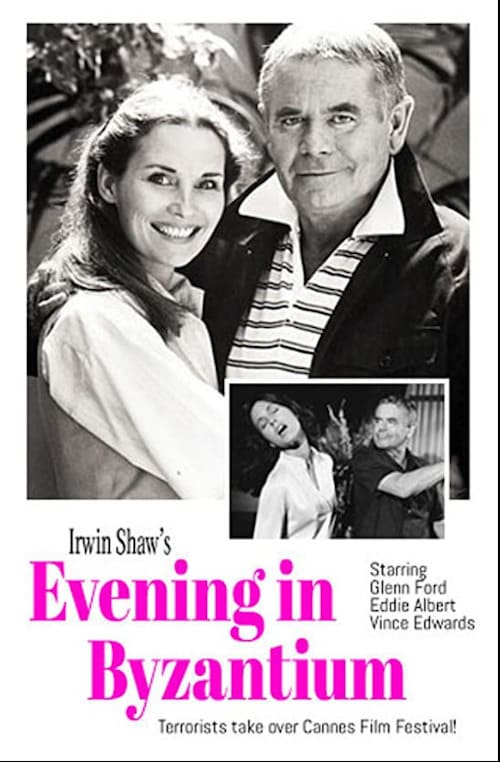 Irwin Shaw's
Evening in
Byzantium
Starring
Glenn Ford
Eddie Albert
Vince Edwards
Terrorists take over Cannes Film Festival!